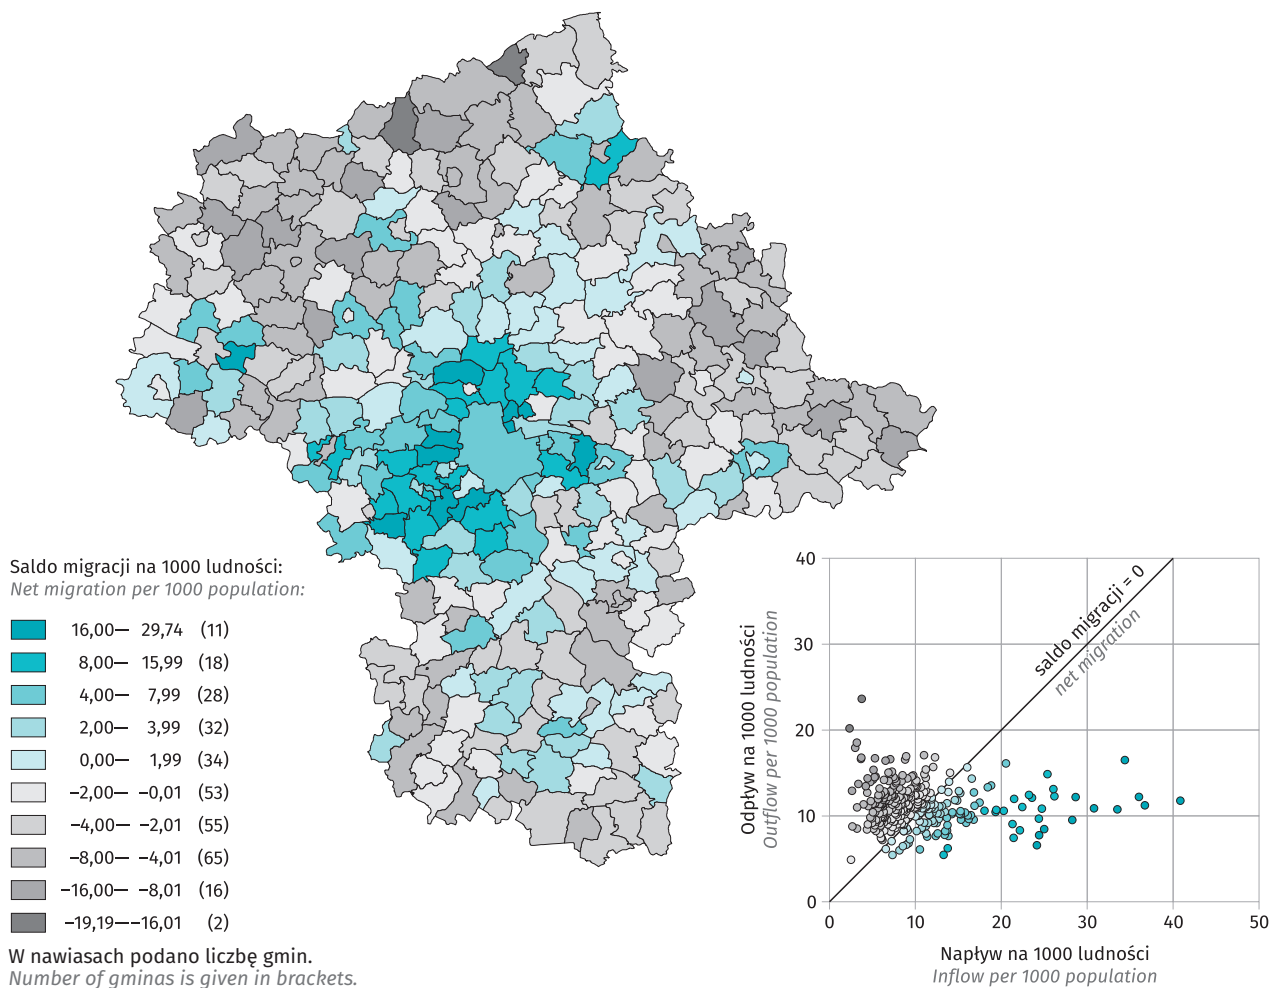 Saldo migracji na 1000 ludności:
Net migration per 1000 population:
16,00— 29,74 (11)
8,00— 15,99 (18)
4,00— 7,99 (28)
2,00— 3,99 (32)
0,00— 1,99 (34)
−2,00— −0,01 (53)
−4,00— −2,01 (55)
−8,00— −4,01 (65)
−16,00— −8,01 (16)
−19,19—−16,01 (2)
W nawiasach podano liczbę gmin.
Number of gminas is given in brackets.
Odpływ na 1000 ludności
Outflow per 1000 population
40
30
20
10
0
saldo migracji = 0
net migration
0 10 20 30 40 50
Napływ na 1000 ludności
Inflow per 1000 population